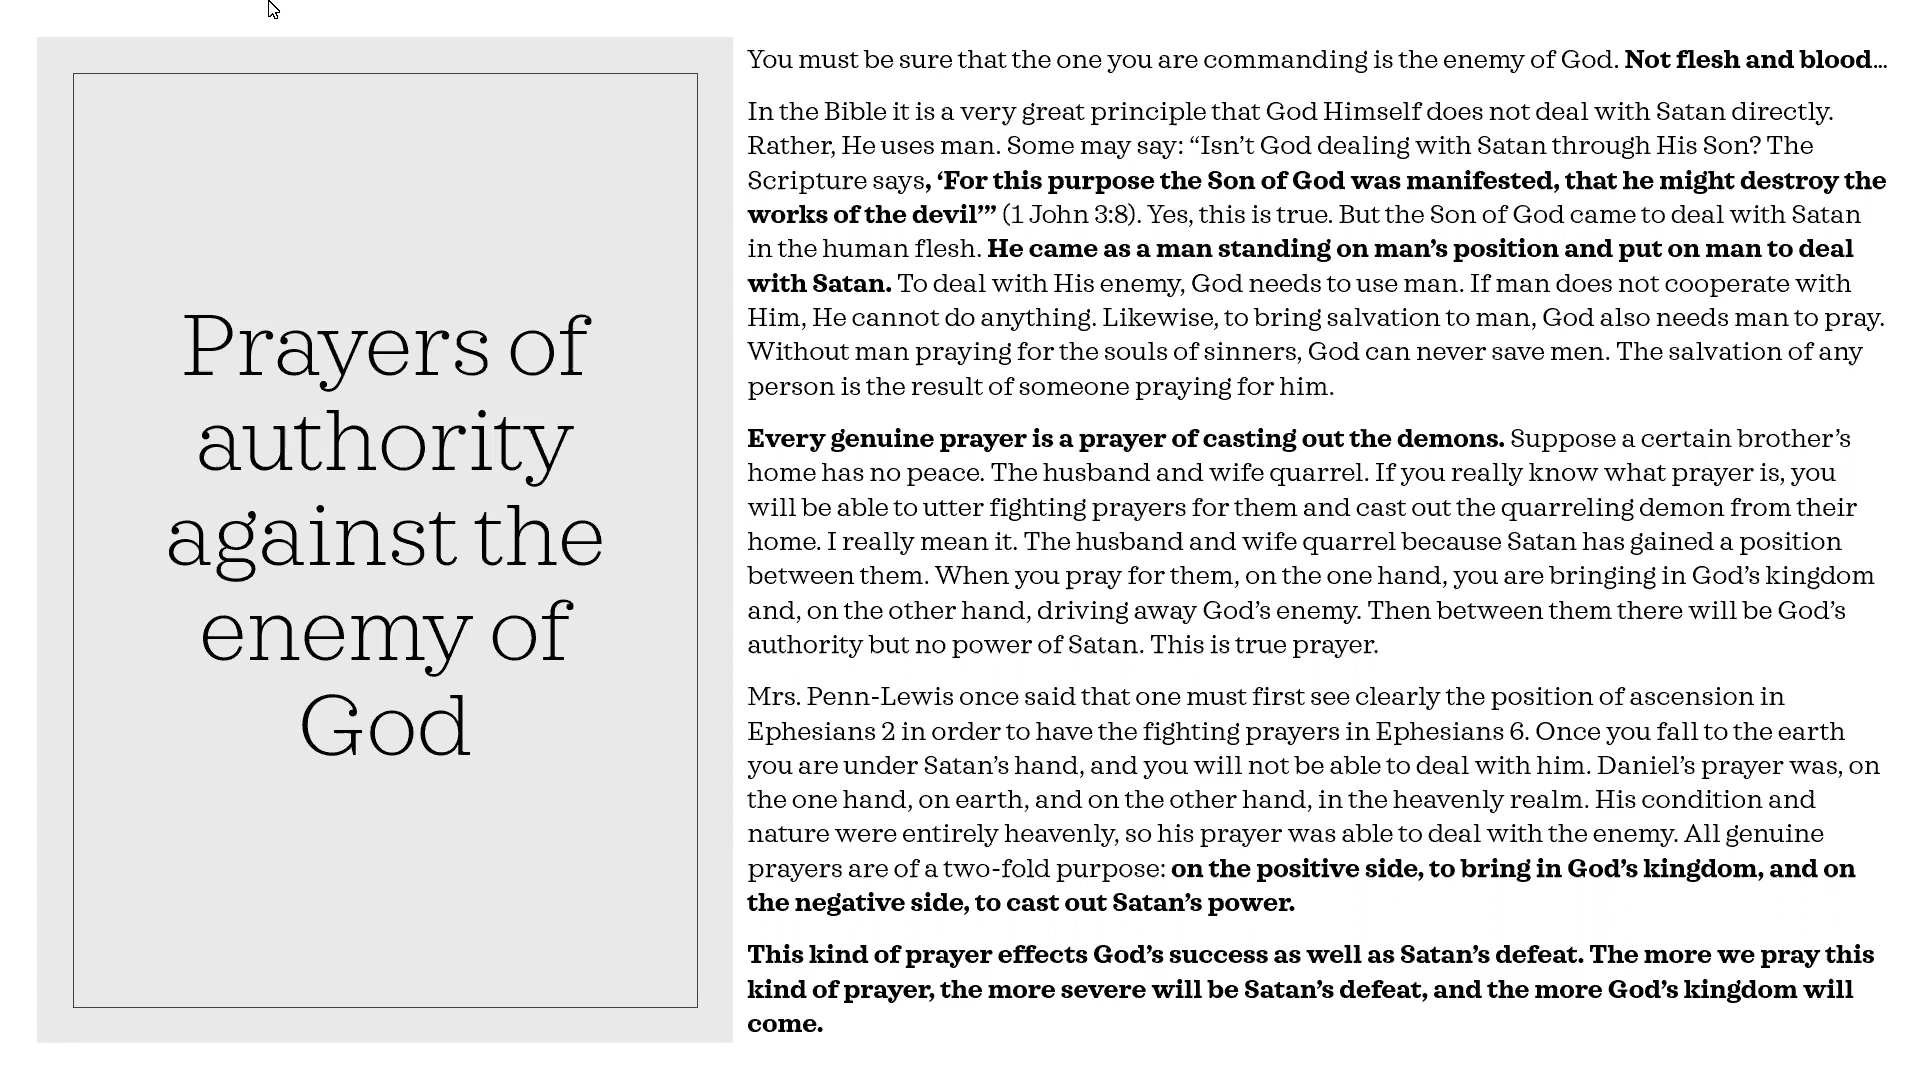 Prayers of
authority
against the
enemy of
God
You must be sure that the one you are commanding is the enemy of God. Not flesh and blood…
In the Bible it is a very great principle that God Himself does not deal with Satan directly.
Rather, He uses man. Some may say: “Isn’t God dealing with Satan through His Son? The
Scripture says, ‘For this purpose the Son of God was manifested, that he might destroy the
works of the devil’” (1 John 3:8). Yes, this is true. But the Son of God came to deal with Satan
in the human flesh. He came as a man standing on man’s position and put on man to deal
with Satan. To deal with His enemy, God needs to use man. If man does not cooperate with
Him, He cannot do anything. Likewise, to bring salvation to man, God also needs man to pray.
Without man praying for the souls of sinners, God can never save men. The salvation of any
person is the result of someone praying for him.
Every genuine prayer is a prayer of casting out the demons. Suppose a certain brother’s
home has no peace. The husband and wife quarrel. If you really know what prayer is, you
will be able to utter fighting prayers for them and cast out the quarreling demon from their
home. I really mean it. The husband and wife quarrel because Satan has gained a position
between them. When you pray for them, on the one hand, you are bringing in God’s kingdom
and, on the other hand, driving away God’s enemy. Then between them there will be God’s
authority but no power of Satan. This is true prayer.
Mrs. Penn-Lewis once said that one must first see clearly the position of ascension in
Ephesians 2 in order to have the fighting prayers in Ephesians 6. Once you fall to the earth
you are under Satan’s hand, and you will not be able to deal with him. Daniel’s prayer was, on
the one hand, on earth, and on the other hand, in the heavenly realm. His condition and
nature were entirely heavenly, so his prayer was able to deal with the enemy. All genuine
prayers are of a two-fold purpose: on the positive side, to bring in God’s kingdom, and on
the negative side, to cast out Satan’s power.
This kind of prayer effects God’s success as well as Satan’s defeat. The more we pray this
kind of prayer, the more severe will be Satan’s defeat, and the more God’s kingdom will
come.